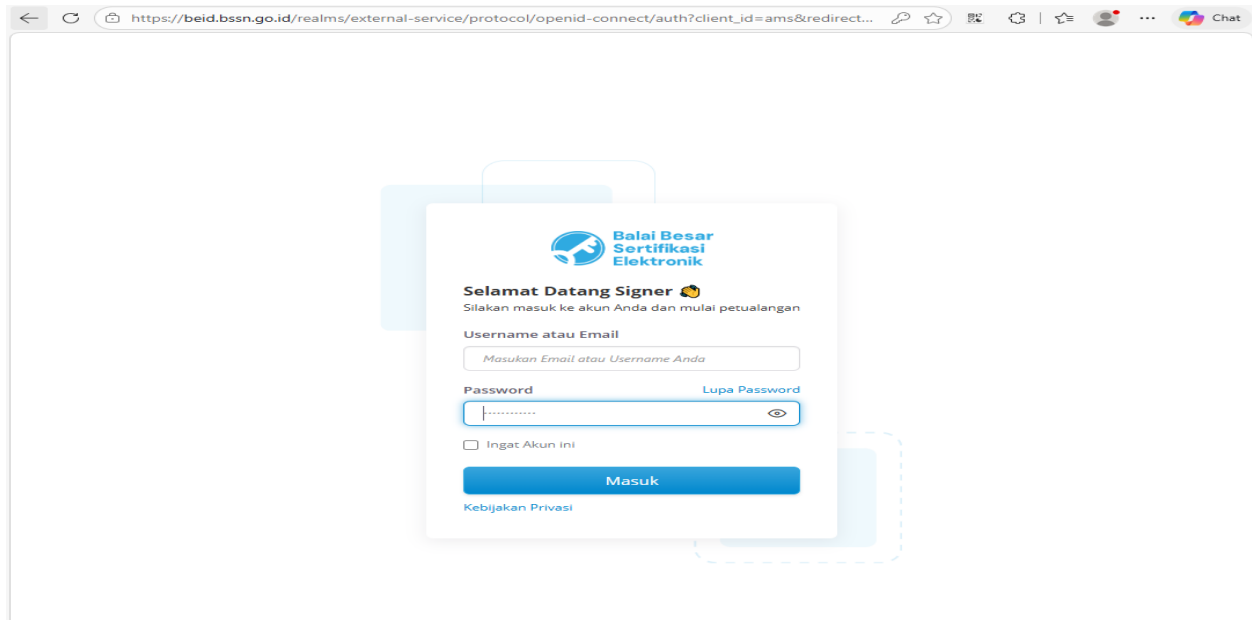 https://beid.bssn.go.id/realms/external-service/protocol/openid-connect/auth?client_id=ams&redirect...
Chat
Balai Besar
Sertifikasi
Elektronik
Selamat Datang Signer 👏
Silakan masuk ke akun Anda dan mulai petualangan
Username atau Email
Masukan Email atau Username Anda
Password Lupa Password
Ingat Akun ini
Masuk
Kebijakan Privasi